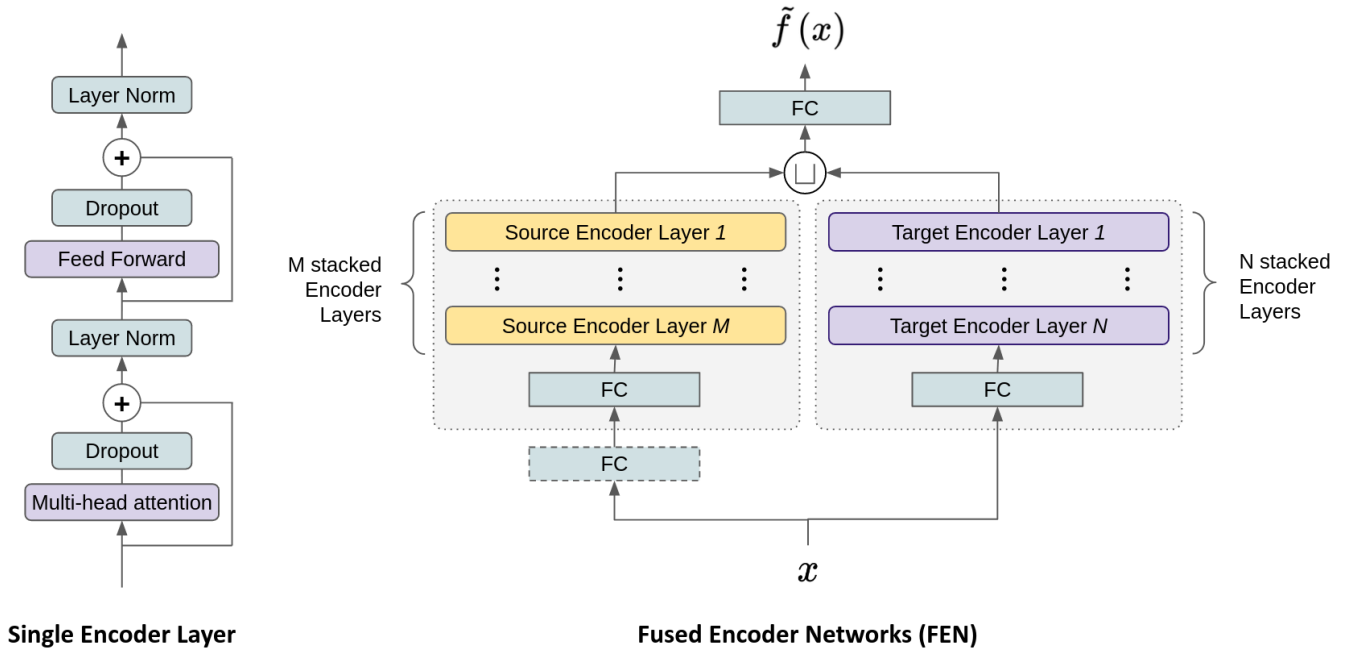 Layer Norm
+
Dropout
Feed Forward
Layer Norm
+
Dropout
Multi-head attention
Single Encoder Layer
f̃ (x)
FC
⊔
M stacked
Encoder
Layers
Source Encoder Layer 1
Source Encoder Layer M
FC
FC
Target Encoder Layer 1
Target Encoder Layer N
FC
N stacked
Encoder
Layers
x
Fused Encoder Networks (FEN)